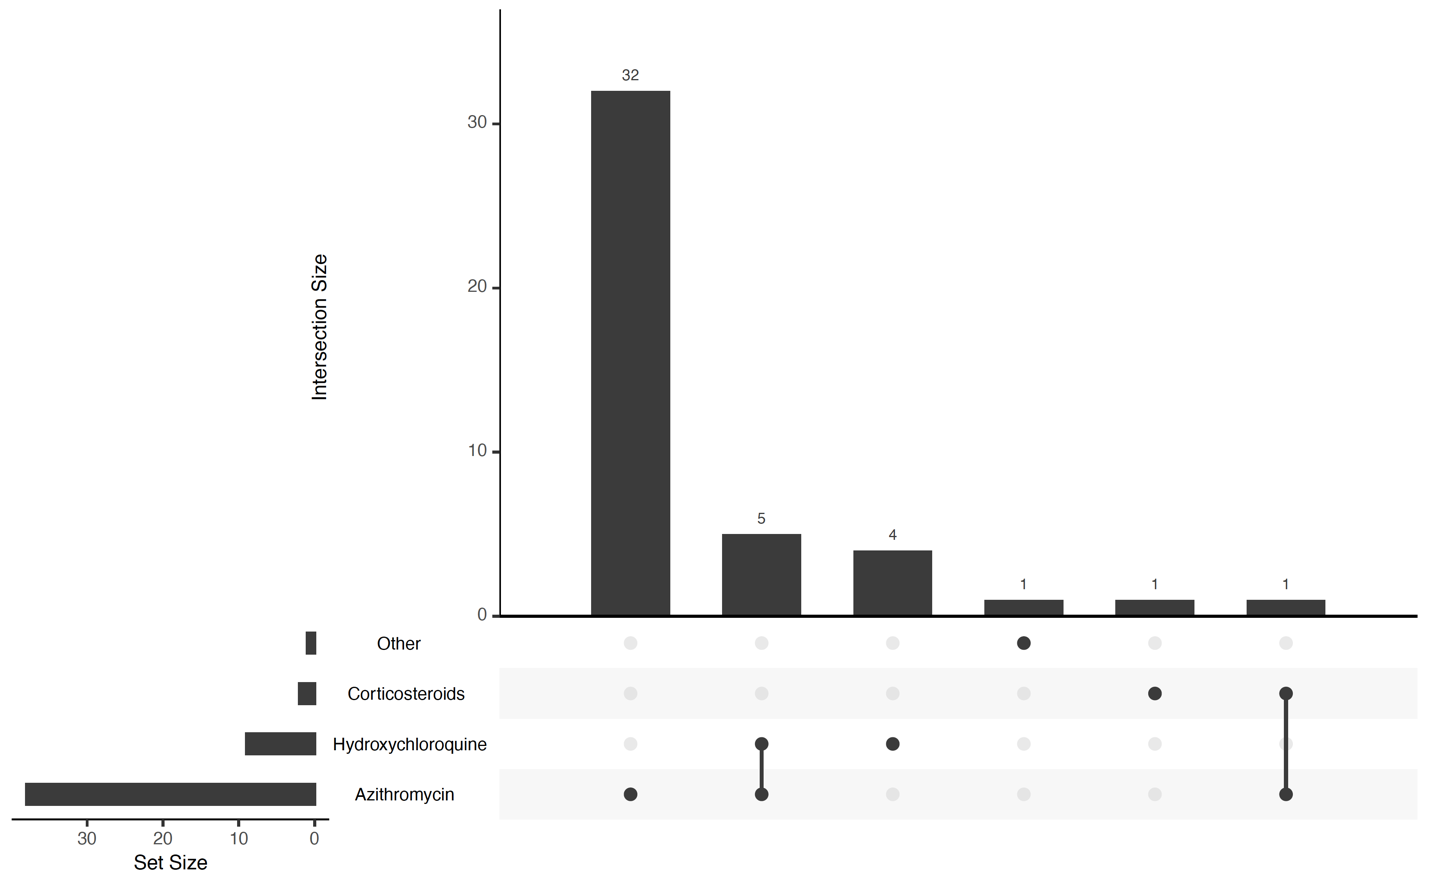 32
30
Intersection Size
20
10
5
4
1
1
1
0
Other
Corticosteroids
Hydroxychloroquine
Azithromycin
30 20 10 0
Set Size